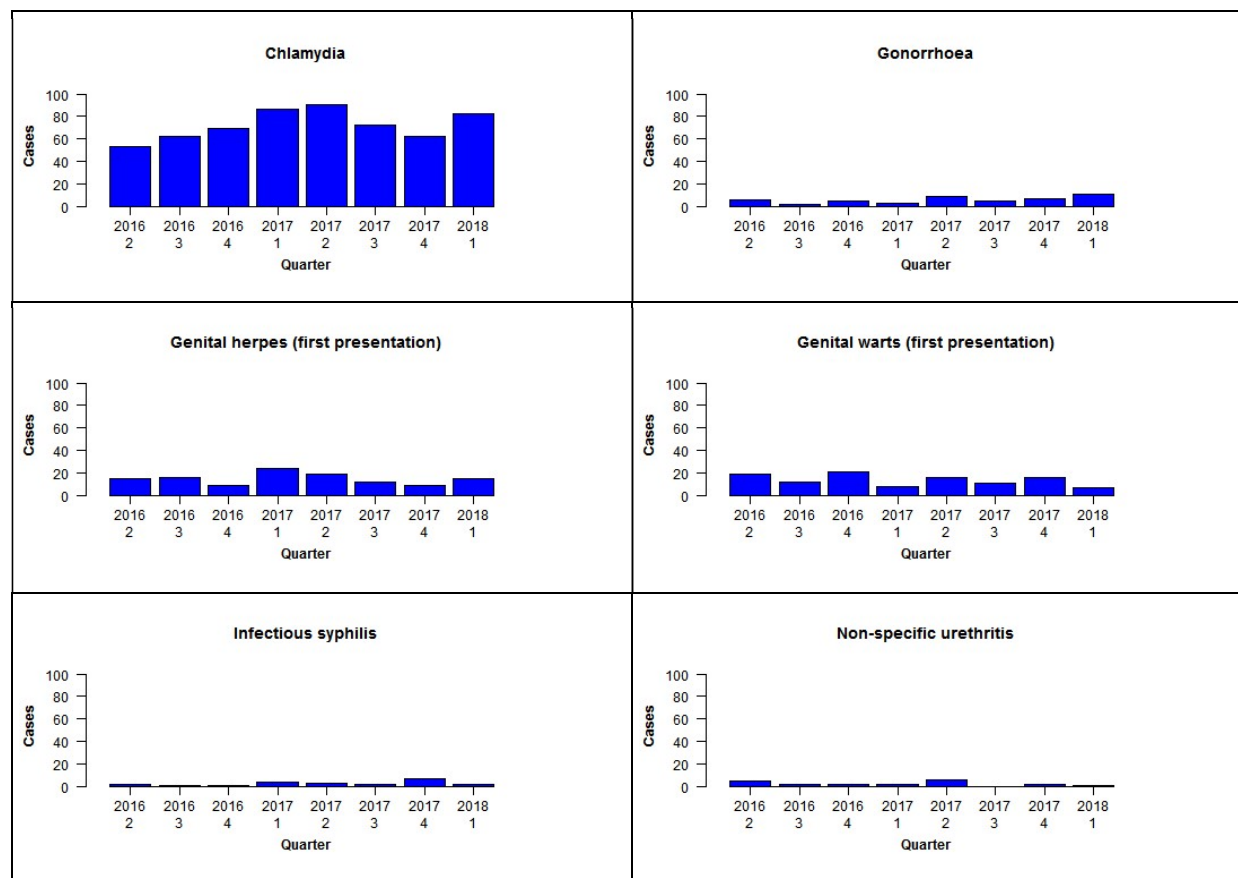 Chlamydia
100
80
60
40
20
0
Cases
2016 2016 2016 2017 2017 2017 2017 2018
2 3 4 1 2 3 4 1
Quarter
Gonorrhoea
100
80
60
40
20
0
Cases
2016 2016 2016 2017 2017 2017 2017 2018
2 3 4 1 2 3 4 1
Quarter
Genital herpes (first presentation)
100
80
60
40
20
0
Cases
2016 2016 2016 2017 2017 2017 2017 2018
2 3 4 1 2 3 4 1
Quarter
Genital warts (first presentation)
100
80
60
40
20
0
Cases
2016 2016 2016 2017 2017 2017 2017 2018
2 3 4 1 2 3 4 1
Quarter
Infectious syphilis
100
80
60
40
20
0
Cases
2016 2016 2016 2017 2017 2017 2017 2018
2 3 4 1 2 3 4 1
Quarter
Non-specific urethritis
100
80
60
40
20
0
Cases
2016 2016 2016 2017 2017 2017 2017 2018
2 3 4 1 2 3 4 1
Quarter